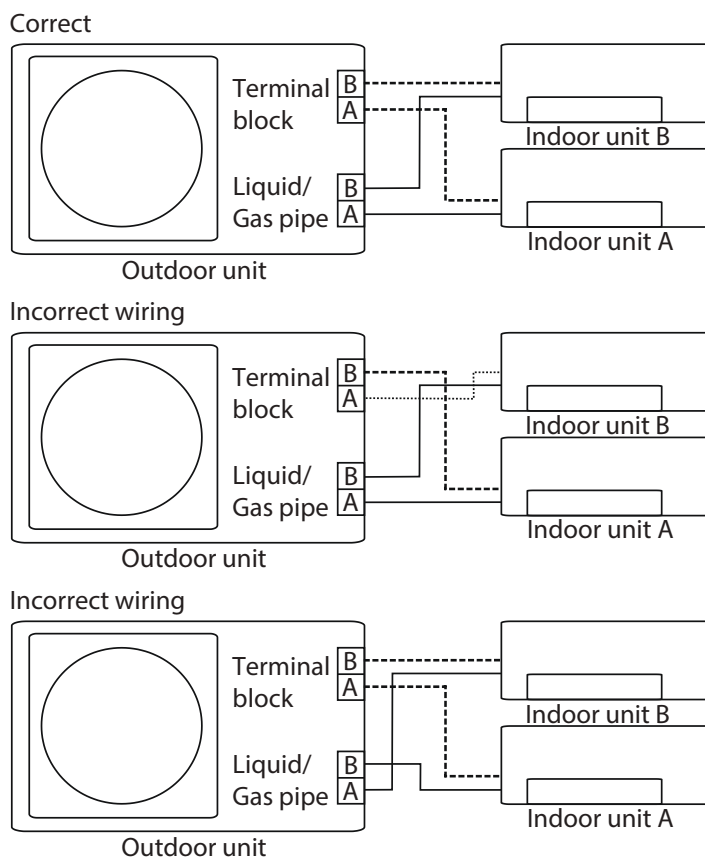 Correct
Terminal
block
B
A
Liquid/
Gas pipe
B
A
Outdoor unit
Indoor unit B
Indoor unit A
Incorrect wiring
Terminal
block
B
A
Liquid/
Gas pipe
B
A
Outdoor unit
Indoor unit B
Indoor unit A
Incorrect wiring
Terminal
block
B
A
Liquid/
Gas pipe
B
A
Outdoor unit
Indoor unit B
Indoor unit A